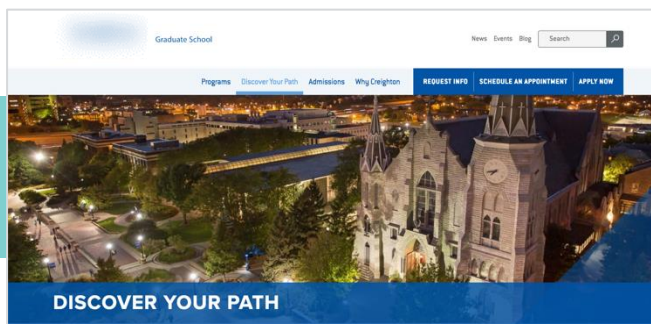 Graduate School
News Events Blog Search
Programs Discover Your Path Admissions Why Creighton REQUEST INFO SCHEDULE AN APPOINTMENT APPLY NOW
DISCOVER YOUR PATH